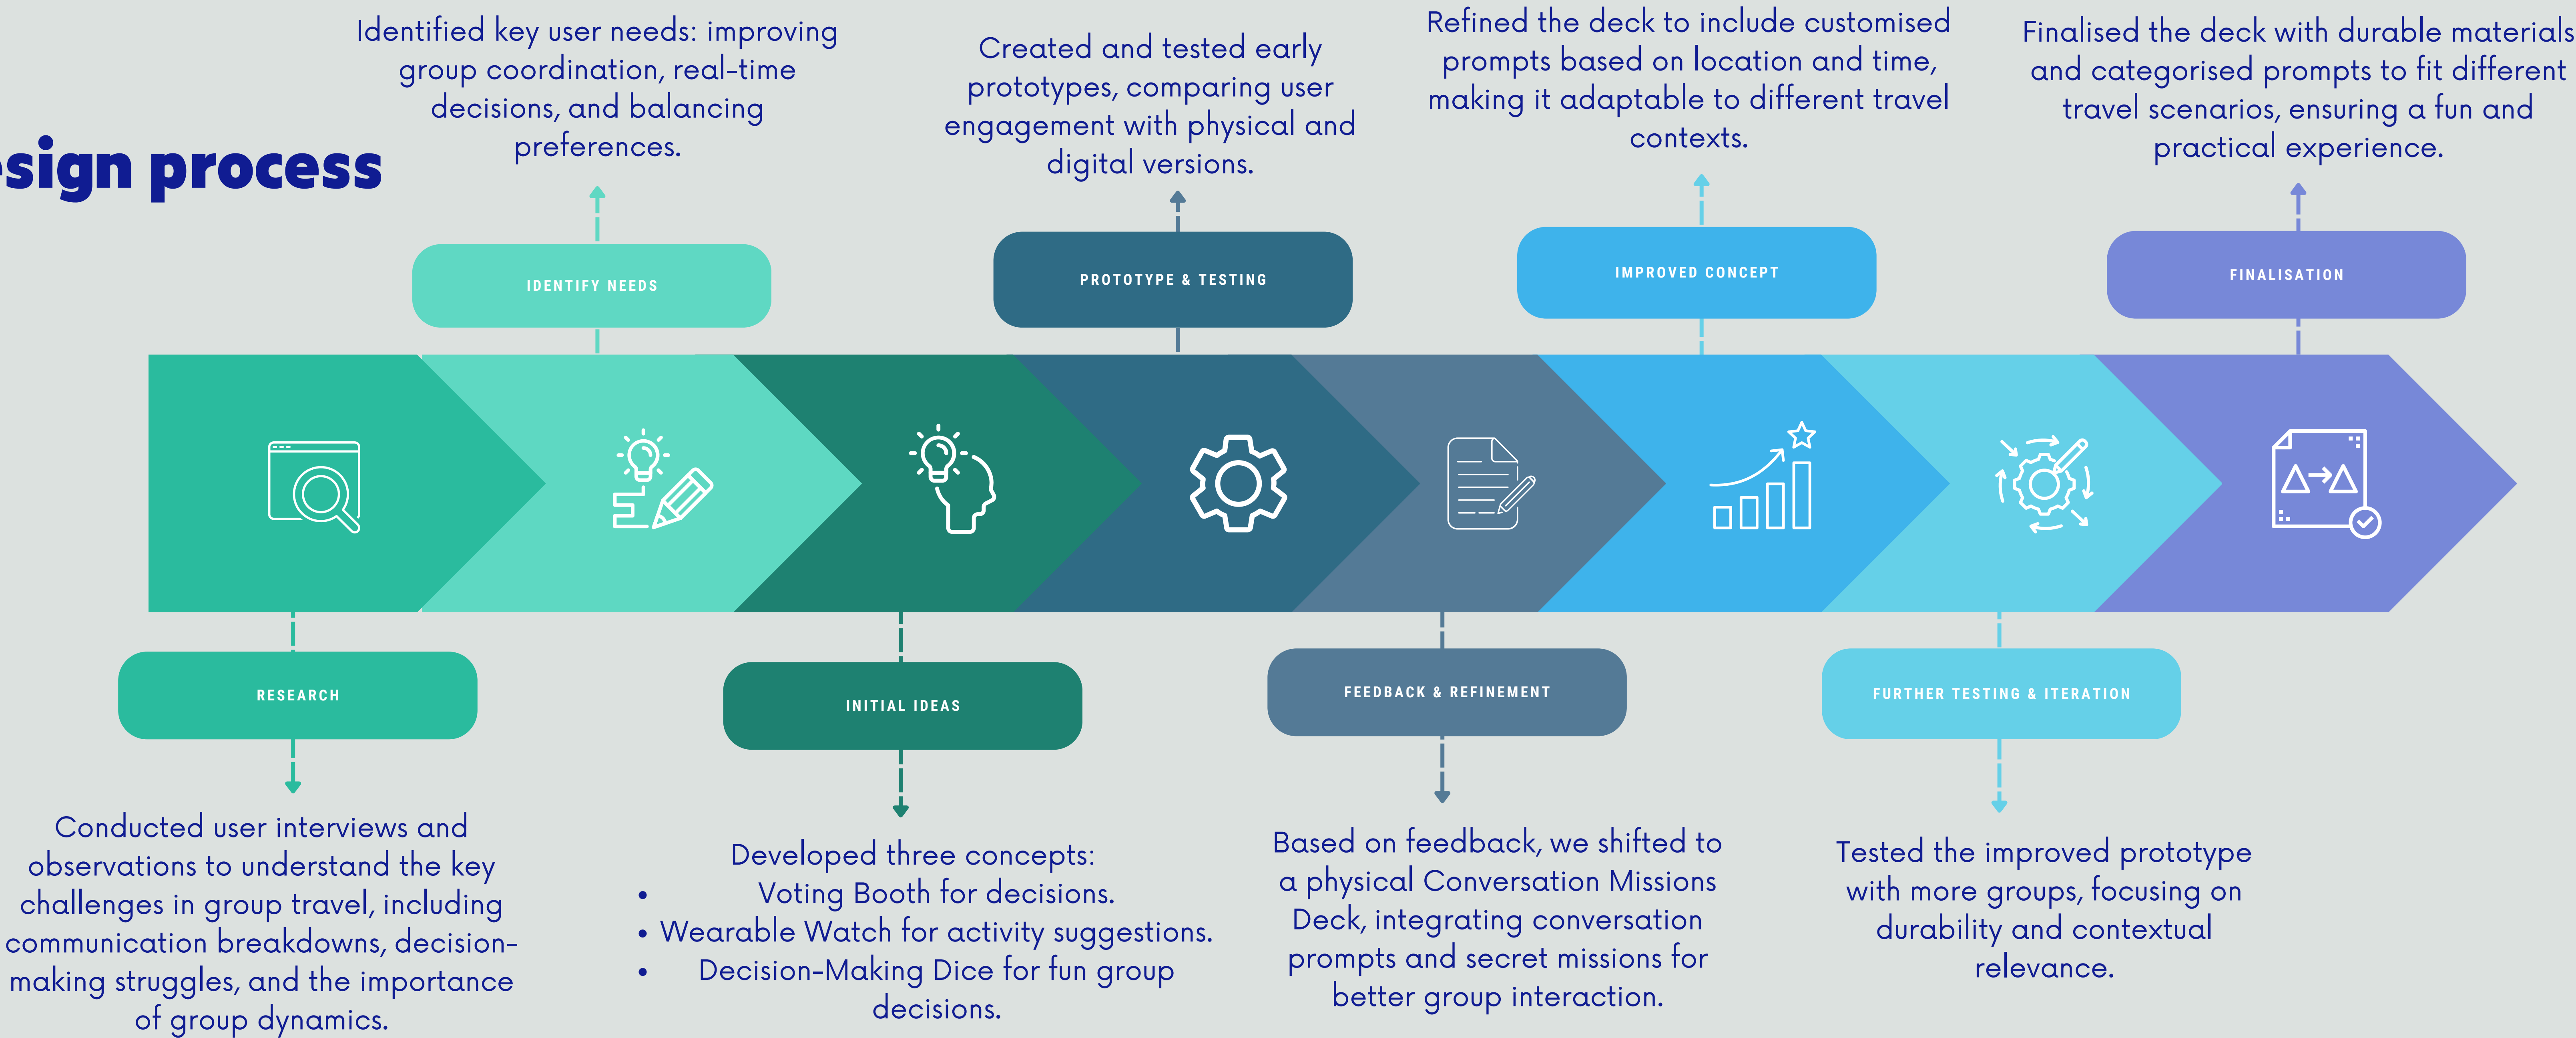 esign process
Identified key user needs: improving
group coordination, real-time
decisions, and balancing
preferences.
Created and tested early
prototypes, comparing user
engagement with physical and
digital versions.
Refined the deck to include customised
prompts based on location and time,
making it adaptable to different travel
contexts.
Finalised the deck with durable materials
and categorised prompts to fit different
travel scenarios, ensuring a fun and
practical experience.
IDENTIFY NEEDS
PROTOTYPE & TESTING
IMPROVED CONCEPT
FINALISATION
RESEARCH
INITIAL IDEAS
FEEDBACK & REFINEMENT
FURTHER TESTING & ITERATION
Conducted user interviews and
observations to understand the key
challenges in group travel, including
communication breakdowns, decision-
making struggles, and the importance
of group dynamics.
Developed three concepts:
• Voting Booth for decisions.
• Wearable Watch for activity suggestions.
• Decision-Making Dice for fun group
decisions.
Based on feedback, we shifted to
a physical Conversation Missions
Deck, integrating conversation
prompts and secret missions for
better group interaction.
Tested the improved prototype
with more groups, focusing on
durability and contextual
relevance.